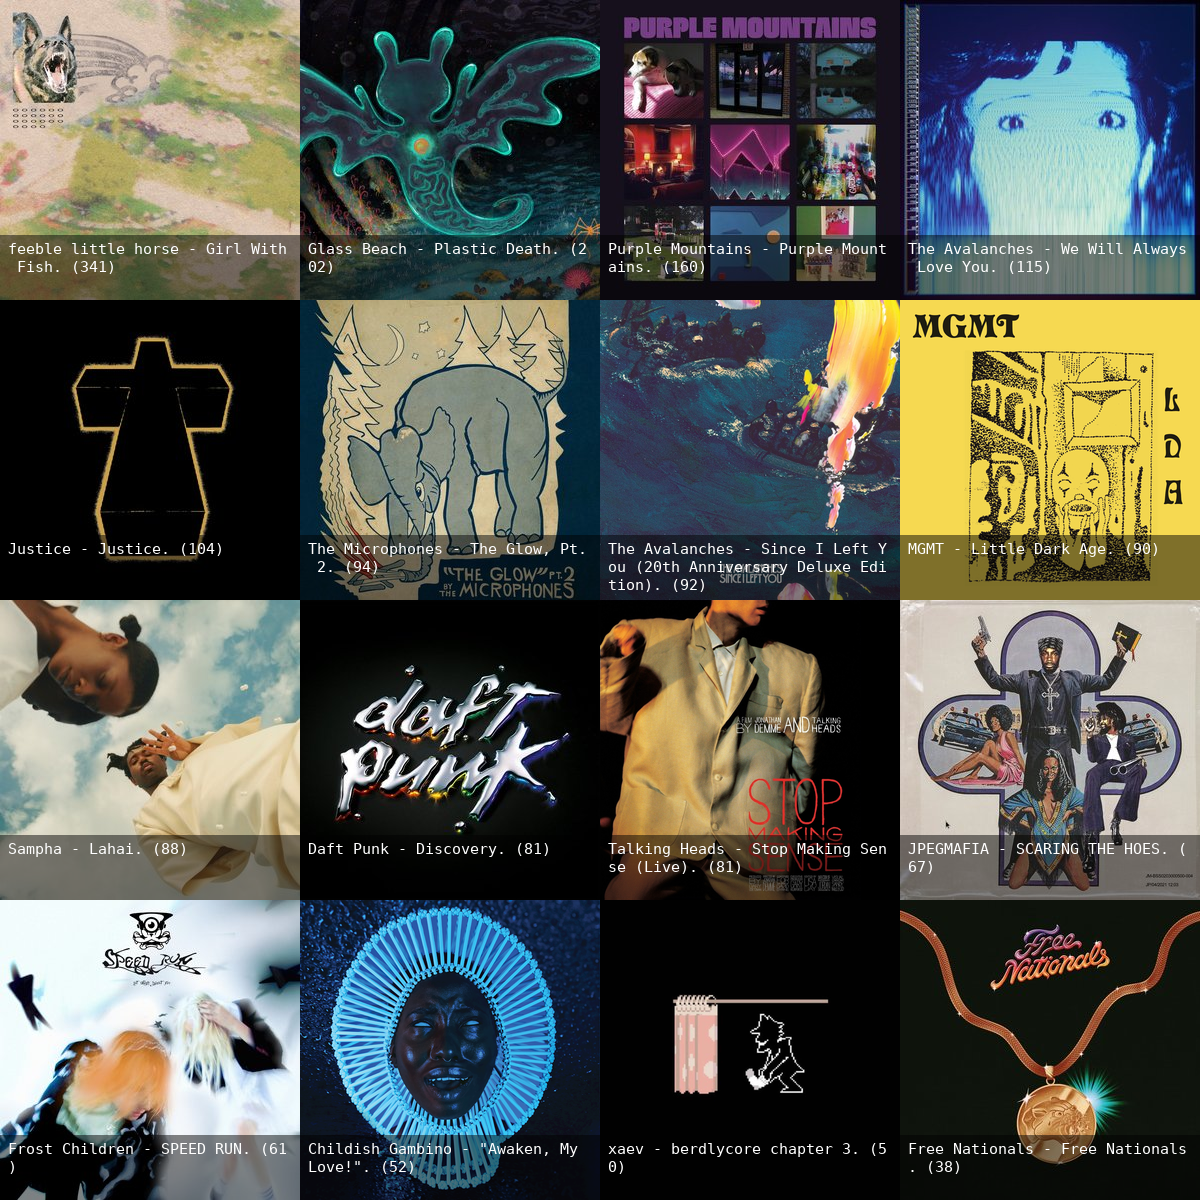 PURPLE MOUNTAINS
feeble little horse - Girl With
Fish. (341)
Glass Beach - Plastic Death. (2
02)
Purple Mountains - Purple Mount
ains. (160)
The Avalanches - We Will Always
Love You. (115)
MGMT
L
D
A
Justice - Justice. (104)
The Microphones - The Glow, Pt.
2. (94)
"THE GLOW" PT. 2
BY THE MICROPHONES
The Avalanches - Since I Left Y
ou (20th Anniversary Deluxe Edi
tion). (92)
SINCE I LEFT YOU
MGMT - Little Dark Age. (90)
daft
punk
A FILM BY JONATHAN DEMME AND TALKING HEADS
STOP
MAKING
SENSE
Sampha - Lahai. (88)
Daft Punk - Discovery. (81)
Talking Heads - Stop Making Sen
se (Live). (81)
JPEGMAFIA - SCARING THE HOES. (
67)
SPEED RUN
Free
Nationals
Frost Children - SPEED RUN. (61
)
Childish Gambino - "Awaken, My
Love!". (52)
xaev - berdlycore chapter 3. (5
0)
Free Nationals - Free Nationals
. (38)